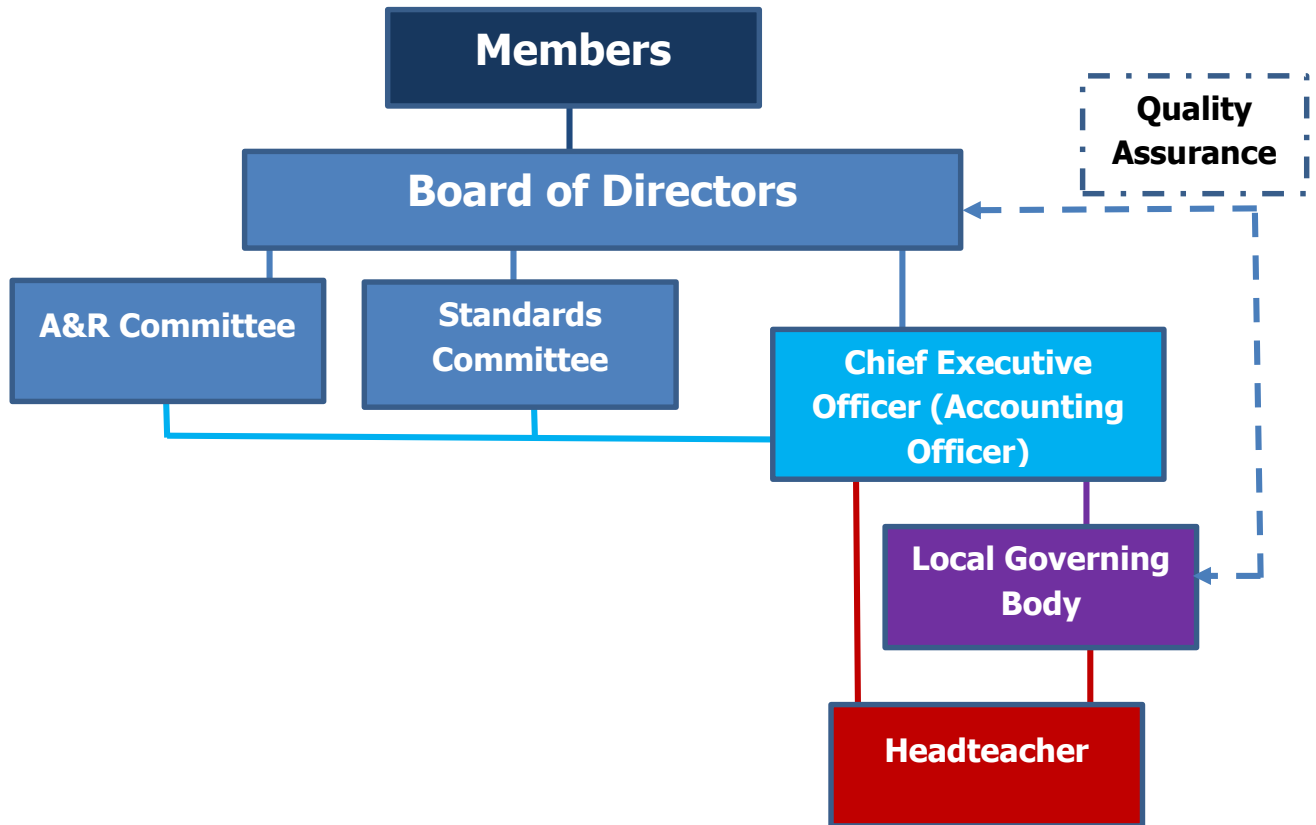 Members
Quality
Assurance
Board of Directors
A&R Committee
Standards
Committee
Chief Executive
Officer (Accounting
Officer)
Local Governing
Body
Headteacher